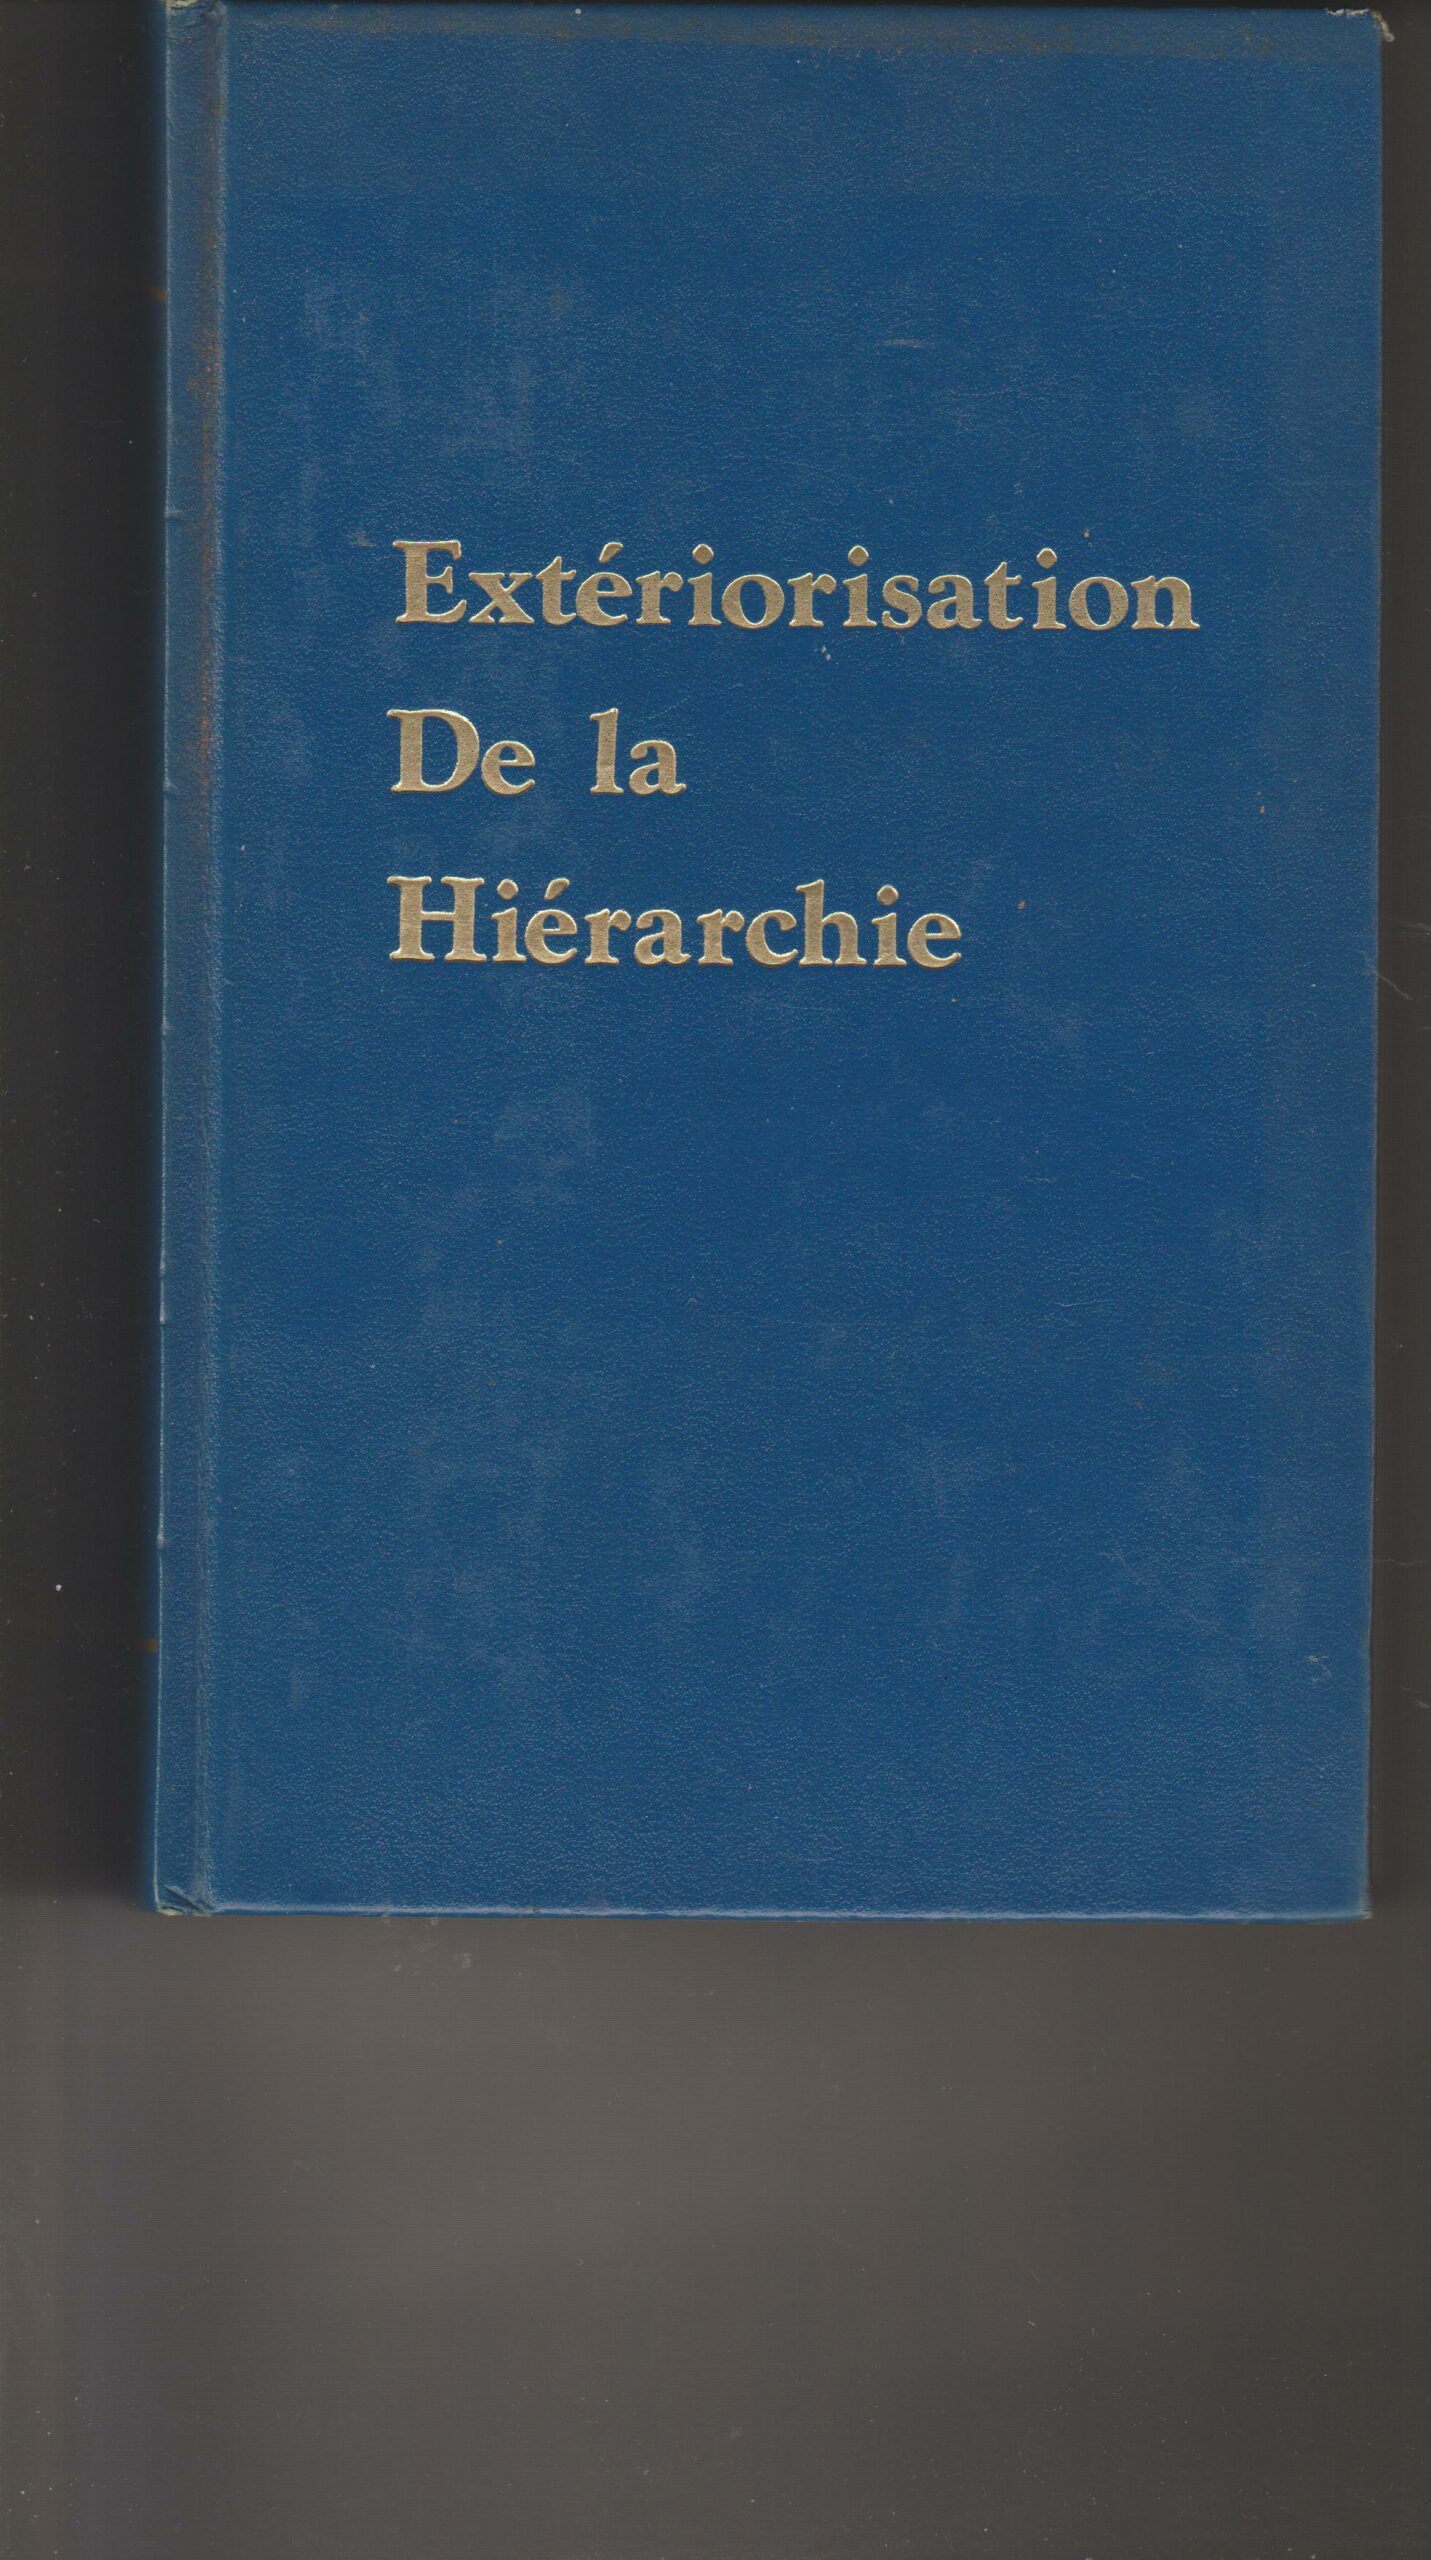 Extériorisation
De la
Hiérarchie